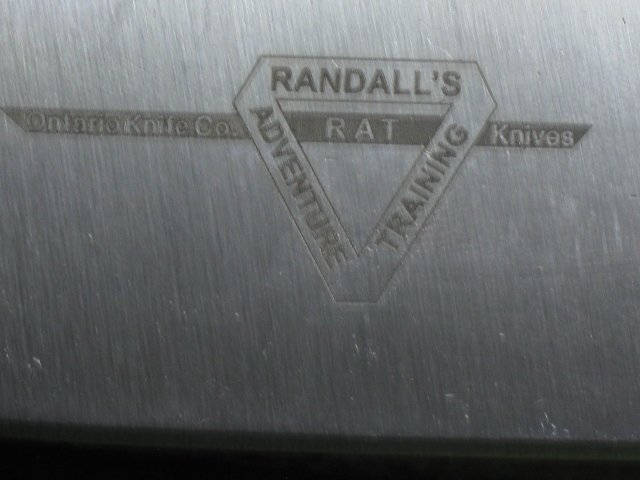 RANDALL'S
Ontario Knife Co. RAT Knives
ADVENTURE
TRAINING